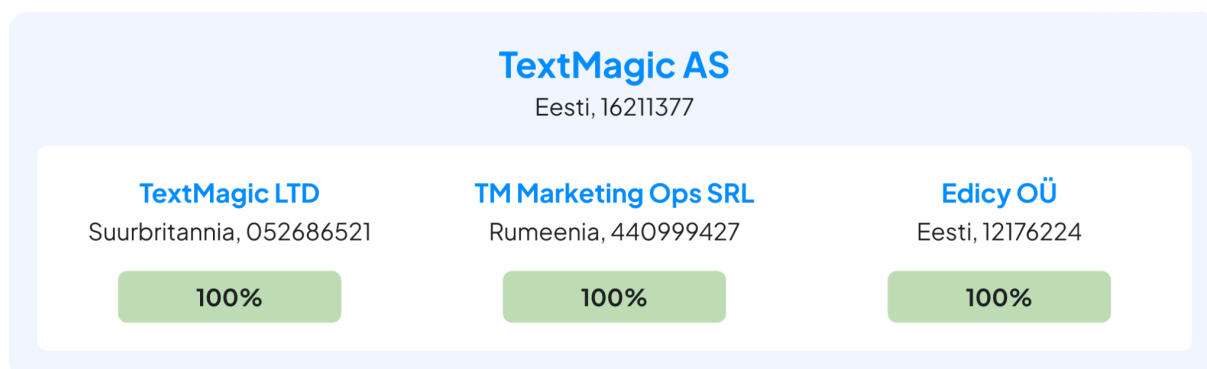 TextMagic AS
Eesti, 16211377
TextMagic LTD
Suurbritannia, 052686521
100%
TM Marketing Ops SRL
Rumeenia, 440999427
100%
Edicy OÜ
Eesti, 12176224
100%